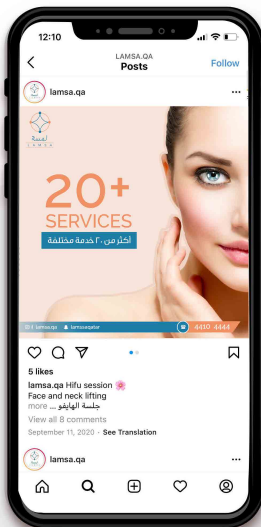 12:10
LAMSA.QA
Posts
Follow
lamsa.qa
لمسة
LAMSA
20+
SERVICES
أكثر من ٢٠ خدمة مختلفة
lamsaqatar
4410 4444
5 likes
lamsa.qa Hifu session 🌸
Face and neck lifting
جلسة الهايفو ... more
View all 8 comments
September 11, 2020 · See Translation
lamsa.qa